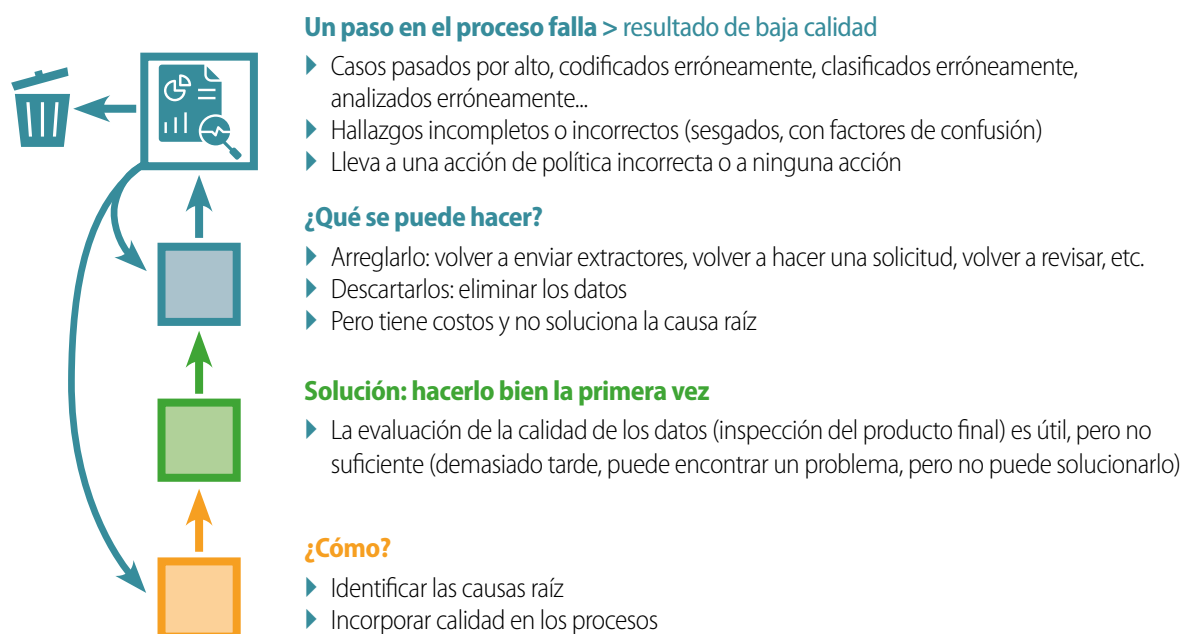 Un paso en el proceso falla > resultado de baja calidad
Casos pasados por alto, codificados erróneamente, clasificados erróneamente,
analizados erróneamente...
Hallazgos incompletos o incorrectos (sesgados, con factores de confusión)
Lleva a una acción de política incorrecta o a ninguna acción
¿Qué se puede hacer?
Arreglarlo: volver a enviar extractores, volver a hacer una solicitud, volver a revisar, etc.
Descartarlos: eliminar los datos
Pero tiene costos y no soluciona la causa raíz
Solución: hacerlo bien la primera vez
La evaluación de la calidad de los datos (inspección del producto final) es útil, pero no
suficiente (demasiado tarde, puede encontrar un problema, pero no puede solucionarlo)
¿Cómo?
Identificar las causas raíz
Incorporar calidad en los procesos